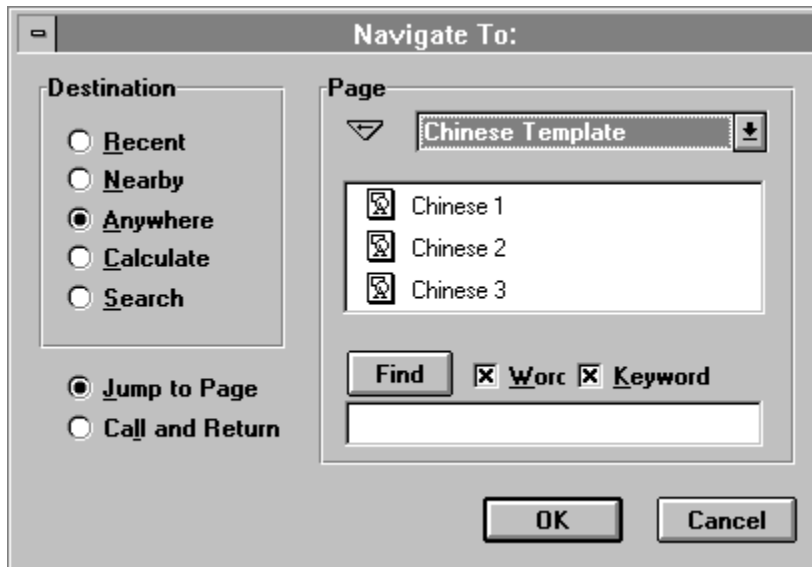 Navigate To:
Destination
Recent
Nearby
Anywhere
Calculate
Search
Jump to Page
Call and Return
Page
Chinese Template
Chinese 1
Chinese 2
Chinese 3
Find Worc Keyword
OK Cancel